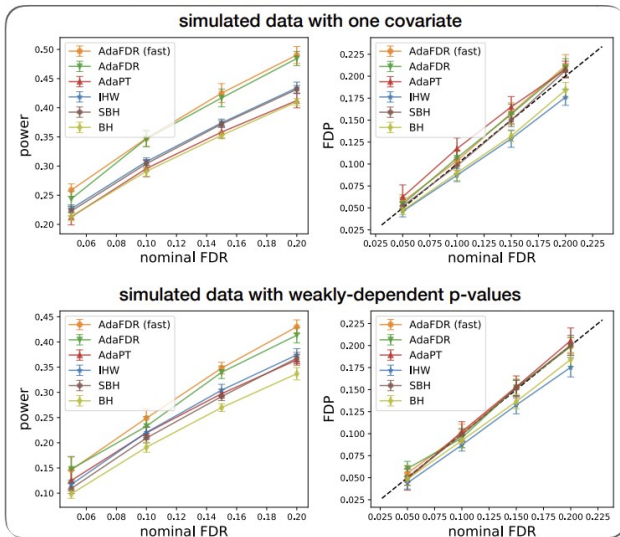 simulated data with one covariate
power
0.50
0.45
0.40
0.35
0.30
0.25
0.20
AdaFDR (fast)
AdaFDR
AdaPT
IHW
SBH
BH
0.06 0.08 0.10 0.12 0.14 0.16 0.18 0.20
nominal FDR
FDP
0.225
0.200
0.175
0.150
0.125
0.100
0.075
0.050
0.025
AdaFDR (fast)
AdaFDR
AdaPT
IHW
SBH
BH
0.025 0.050 0.075 0.100 0.125 0.150 0.175 0.200 0.225
nominal FDR
simulated data with weakly-dependent p-values
power
0.45
0.40
0.35
0.30
0.25
0.20
0.15
0.10
AdaFDR (fast)
AdaFDR
AdaPT
IHW
SBH
BH
0.06 0.08 0.10 0.12 0.14 0.16 0.18 0.20
nominal FDR
FDP
0.225
0.200
0.175
0.150
0.125
0.100
0.075
0.050
0.025
AdaFDR (fast)
AdaFDR
AdaPT
IHW
SBH
BH
0.025 0.050 0.075 0.100 0.125 0.150 0.175 0.200 0.225
nominal FDR